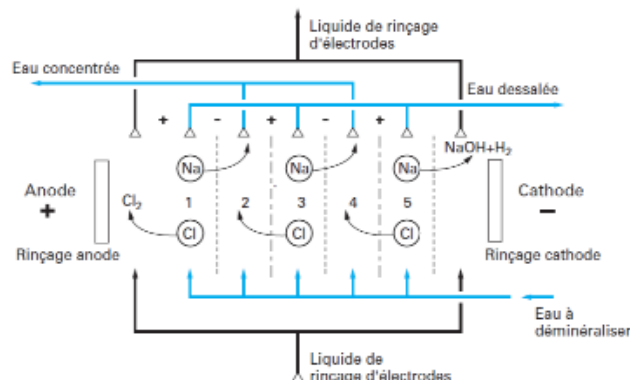 Liquide de rinçage
d'électrodes
Eau concentrée
Eau dessalée
+ - + - +
Na Na Na NaOH+H₂
Anode
+
Cl₂ 1 2 3 4 5
Cathode
−
Cl Cl Cl
Rinçage anode
Rinçage cathode
Eau à
déminéraliser
Liquide de
rinçage d'électrodes